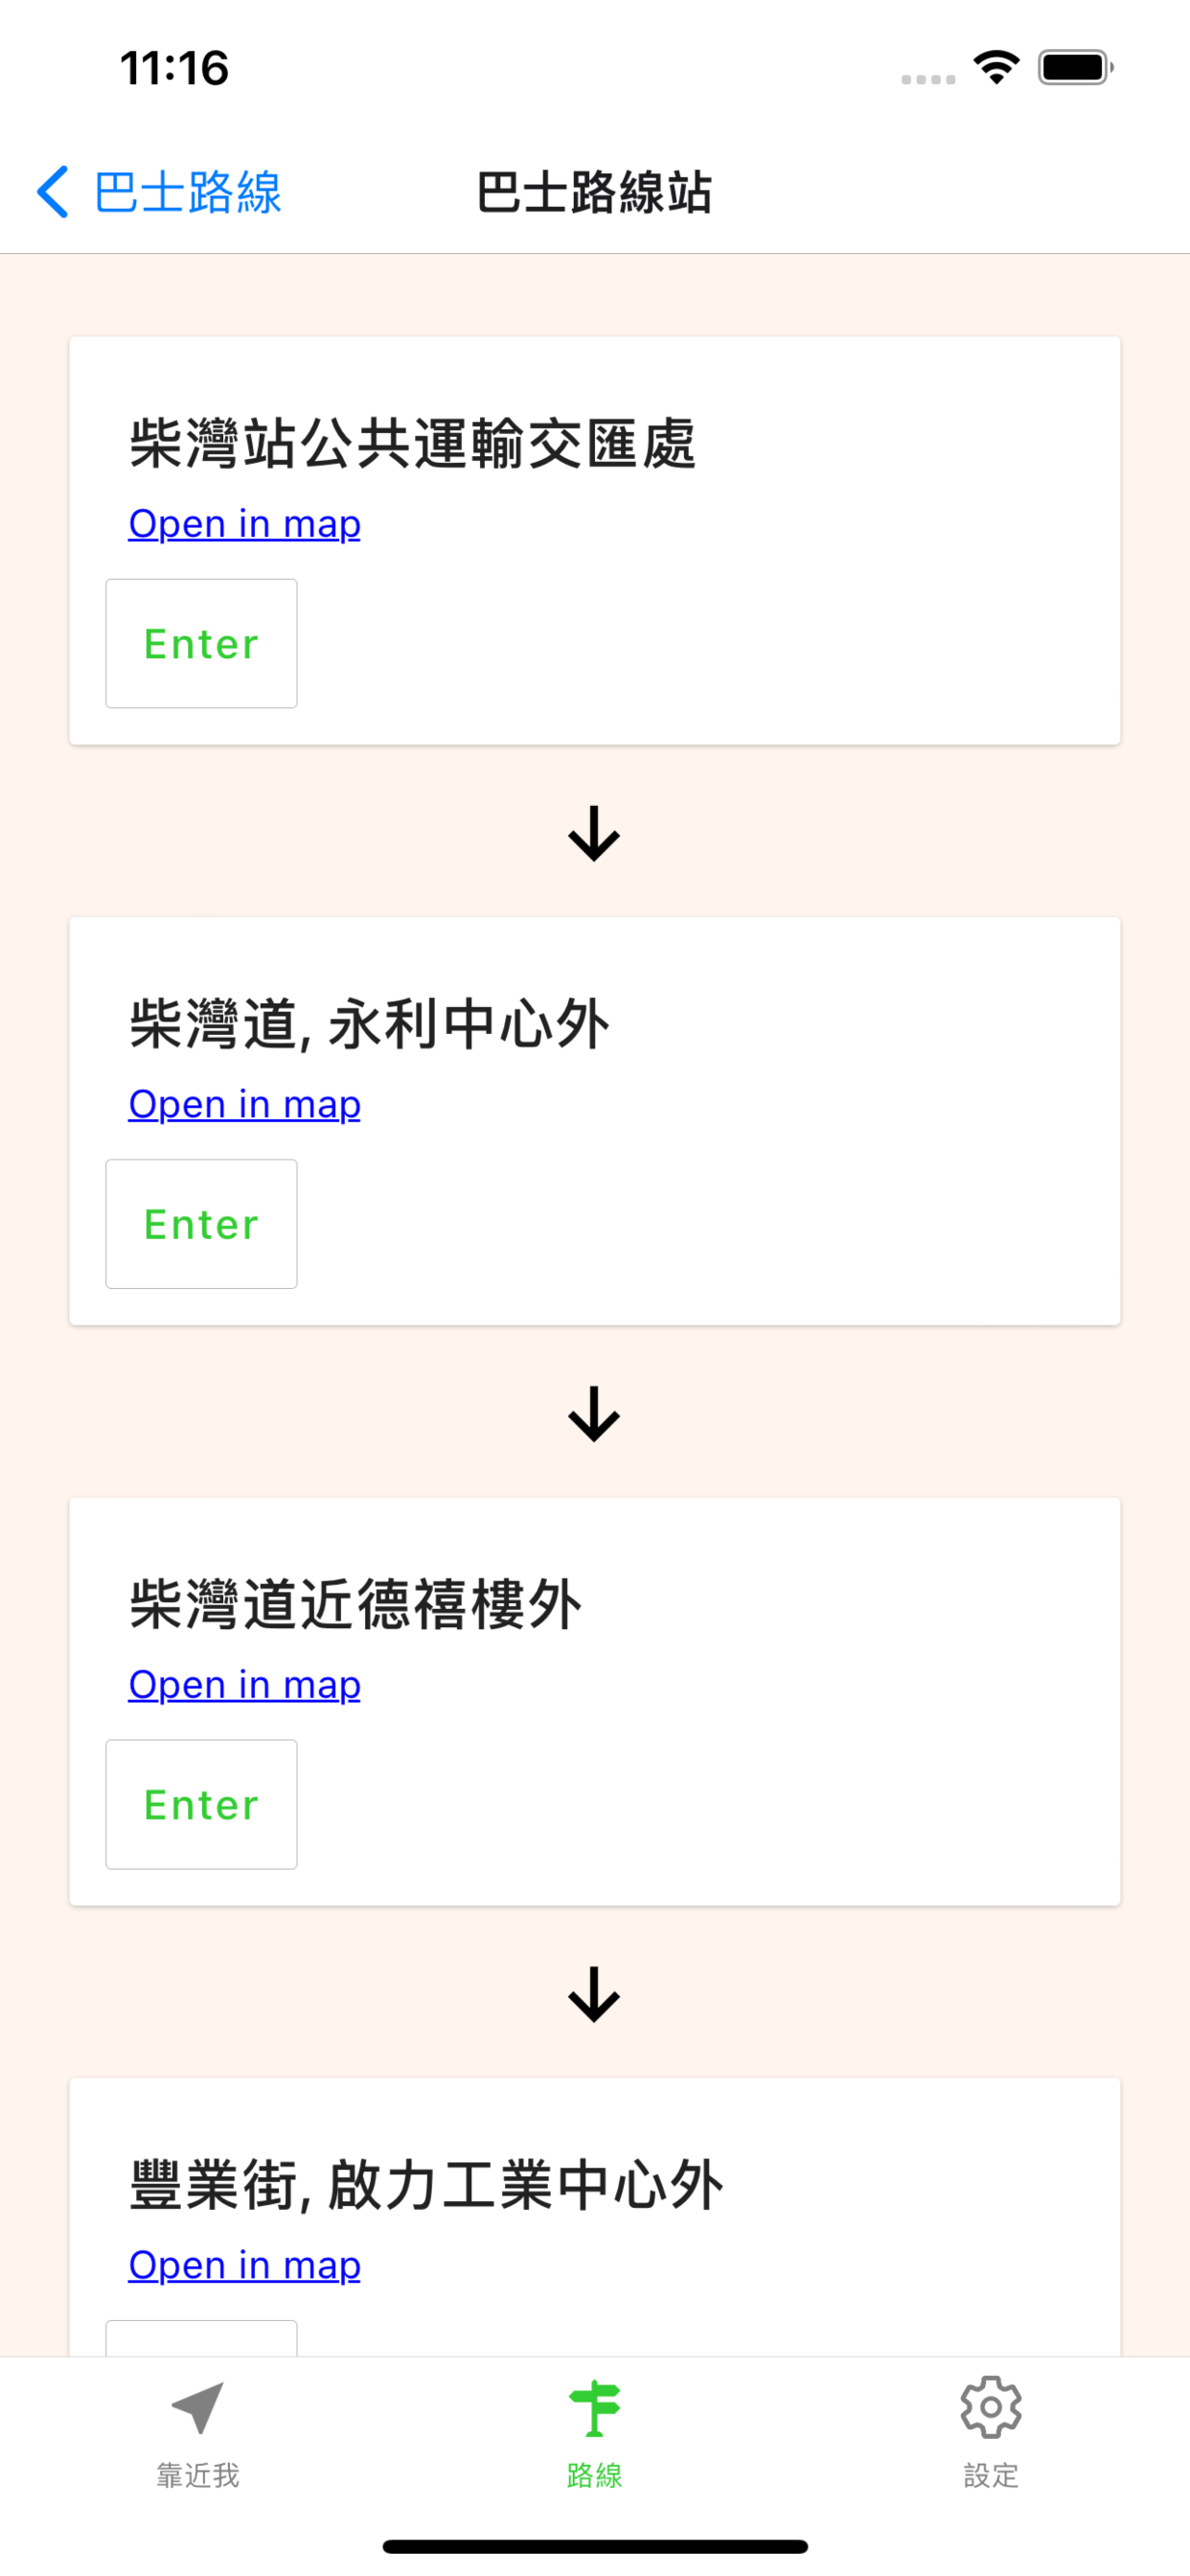 11:16
巴士路線
巴士路線站
柴灣站公共運輸交匯處
Open in map
Enter
柴灣道, 永利中心外
Open in map
Enter
柴灣道近德禧樓外
Open in map
Enter
豐業街, 啟力工業中心外
Open in map
靠近我
路線
設定